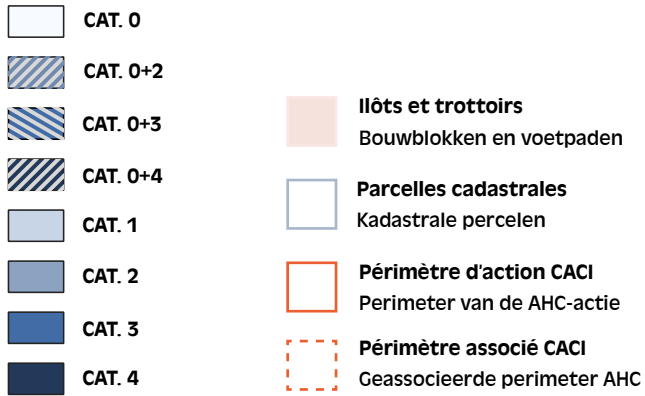 CAT. 0
CAT. 0+2
CAT. 0+3
CAT. 0+4
CAT. 1
CAT. 2
CAT. 3
CAT. 4
Ilôts et trottoirs
Bouwblokken en voetpaden
Parcelles cadastrales
Kadastrale percelen
Périmètre d'action CACI
Perimeter van de AHC-actie
Périmètre associé CACI
Geassocieerde perimeter AHC